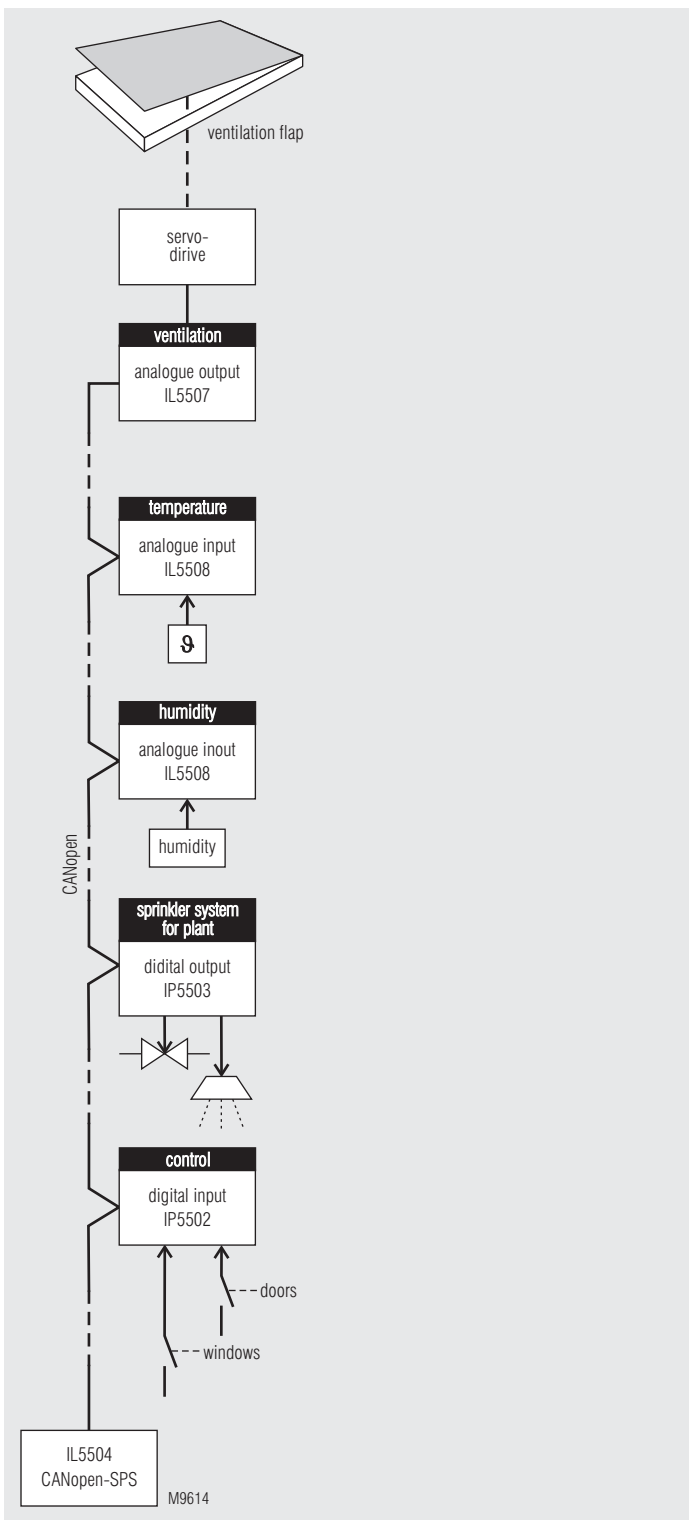 ventilation flap
servo-
dirive
ventilation
analogue output
IL5507
temperature
analogue input
IL5508
ϑ
humidity
analogue inout
IL5508
humidity
CANopen
sprinkler system
for plant
didital output
IP5503
control
digital input
IP5502
doors
windows
IL5504
CANopen-SPS
M9614